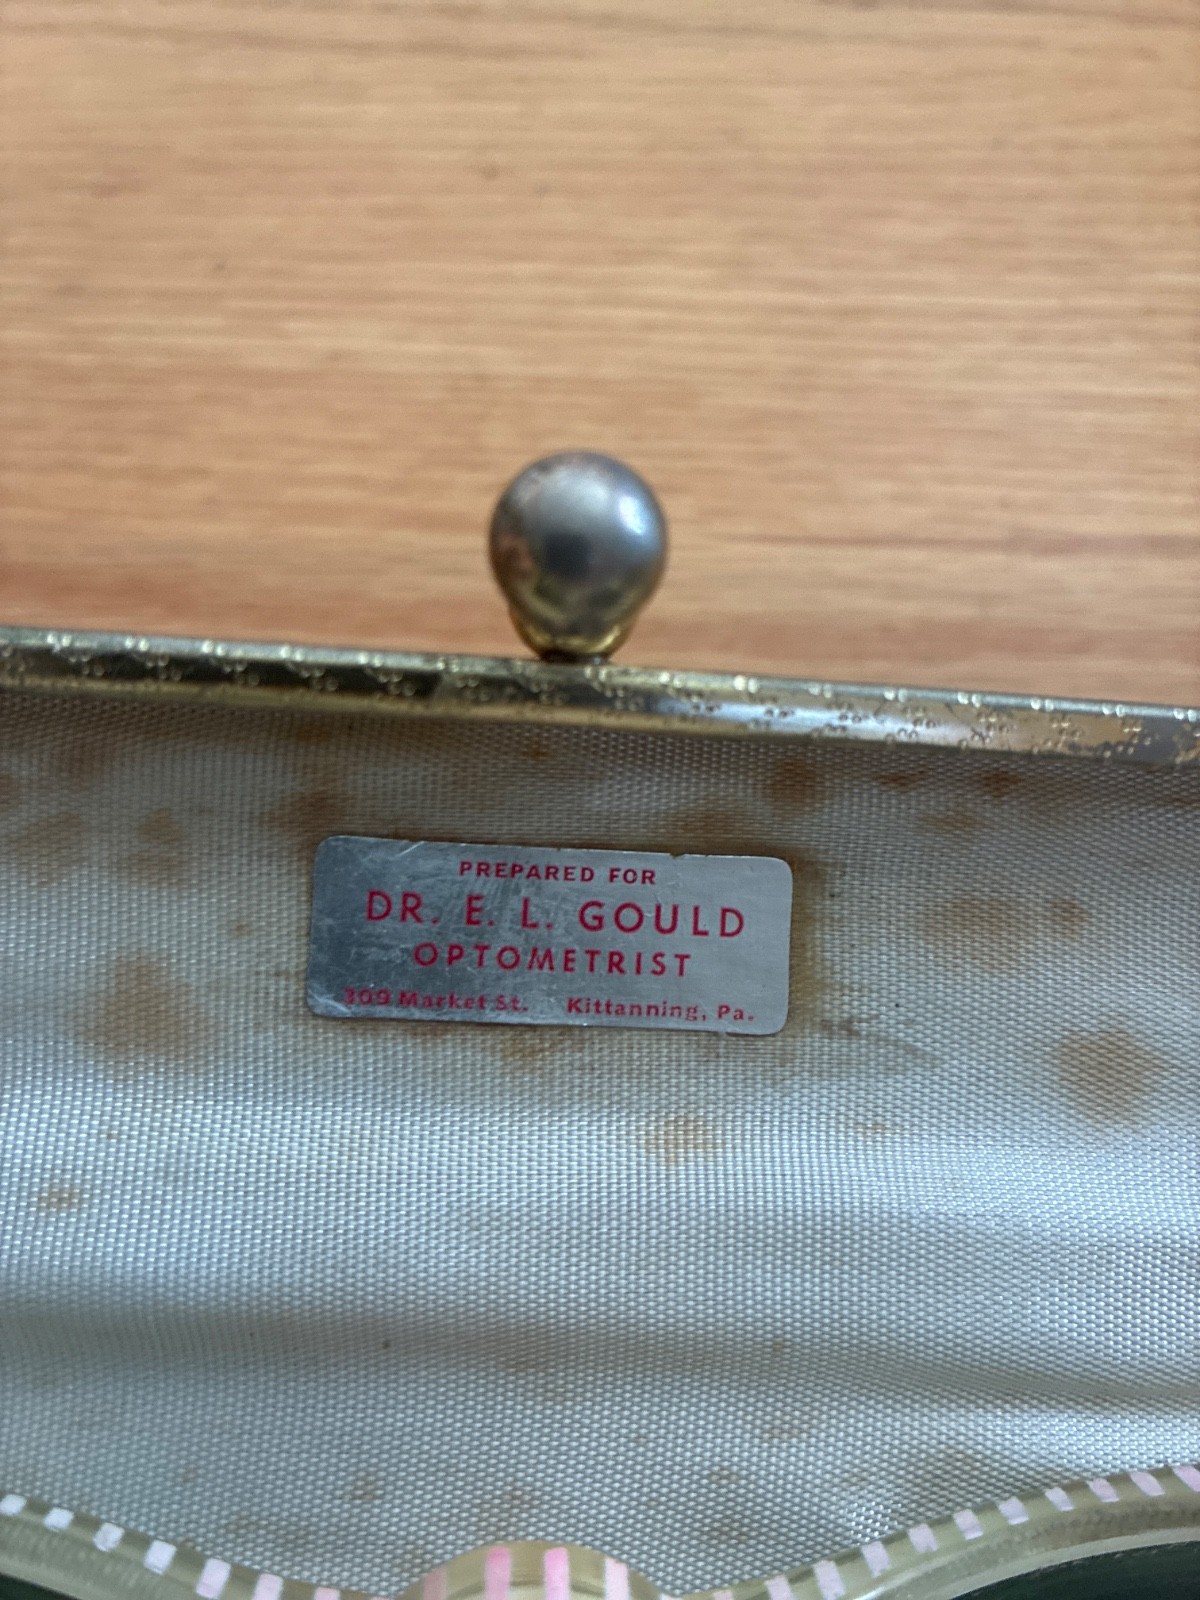 PREPARED FOR
DR. E. L. GOULD
OPTOMETRIST
309 Market St. Kittanning, Pa.